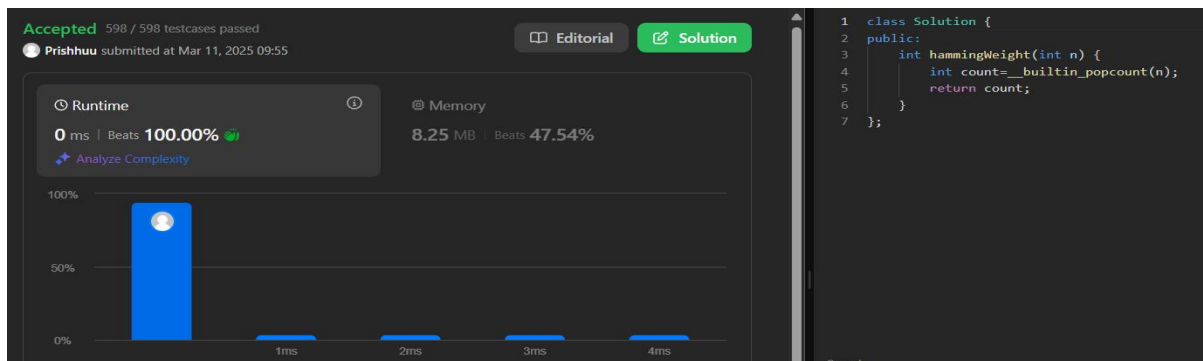 Accepted 598 / 598 testcases passed
Prishhuu submitted at Mar 11, 2025 09:55
Editorial
Solution
Runtime
0 ms | Beats 100.00%
Analyze Complexity
Memory
8.25 MB | Beats 47.54%
100%
50%
0%
1ms 2ms 3ms 4ms
1 class Solution {
2 public:
3 int hammingWeight(int n) {
4 int count=__builtin_popcount(n);
5 return count;
6 }
7 };